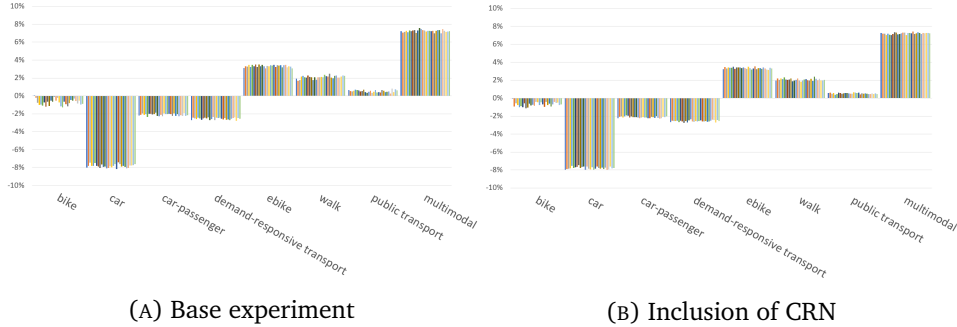 10%
8%
6%
4%
2%
0%
-2%
-4%
-6%
-8%
-10%
bike
car
car-passenger
demand-responsive transport
ebike
walk
public transport
multimodal
(A) Base experiment
10%
8%
6%
4%
2%
0%
-2%
-4%
-6%
-8%
-10%
bike
car
car-passenger
demand-responsive transport
ebike
walk
public transport
multimodal
(B) Inclusion of CRN